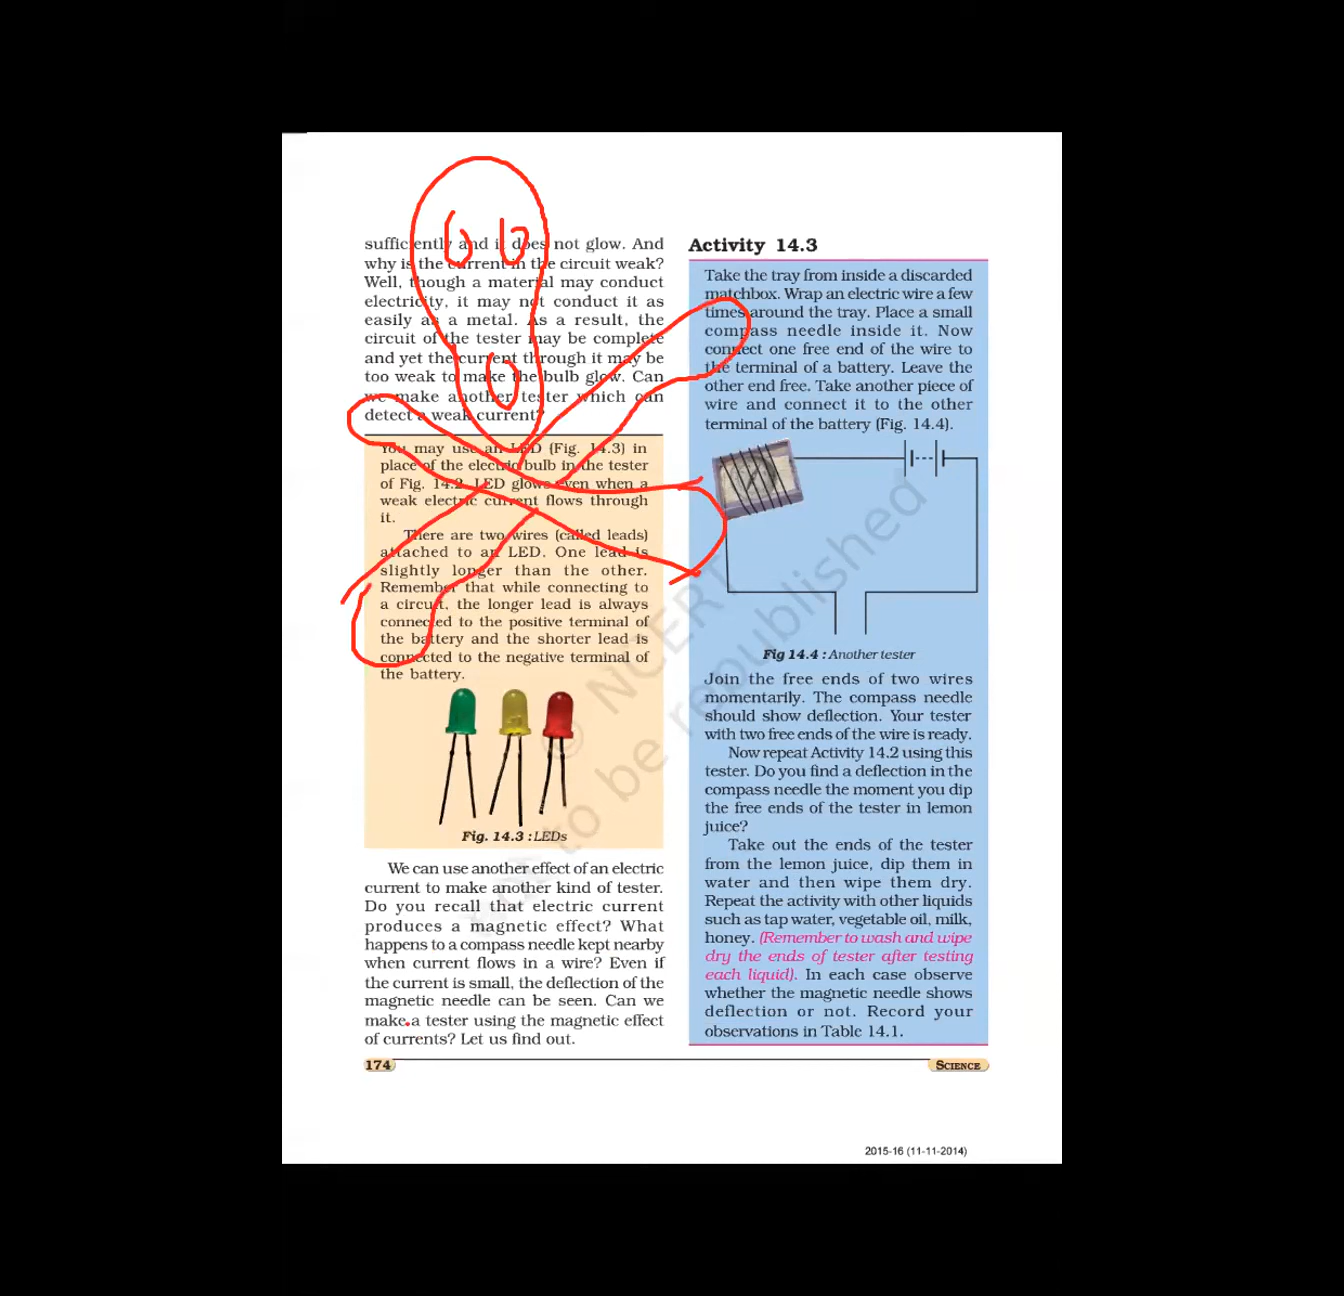 sufficiently and it does not glow. And
why is the current in the circuit weak?
Well, though a material may conduct
electricity, it may not conduct it as
easily as a metal. As a result, the
circuit of the tester may be complete
and yet the current through it may be
too weak to make the bulb glow. Can
we make another tester which can
detect a weak current?
You may use an LED (Fig. 14.3) in
place of the electric bulb in the tester
of Fig. 14.2. LED glows even when a
weak electric current flows through
it.
There are two wires (called leads)
attached to an LED. One lead is
slightly longer than the other.
Remember that while connecting to
a circuit, the longer lead is always
connected to the positive terminal of
the battery and the shorter lead is
connected to the negative terminal of
the battery.
Fig. 14.3 : LEDs
We can use another effect of an electric
current to make another kind of tester.
Do you recall that electric current
produces a magnetic effect? What
happens to a compass needle kept nearby
when current flows in a wire? Even if
the current is small, the deflection of the
magnetic needle can be seen. Can we
make a tester using the magnetic effect
of currents? Let us find out.
Activity 14.3
Take the tray from inside a discarded
matchbox. Wrap an electric wire a few
times around the tray. Place a small
compass needle inside it. Now
connect one free end of the wire to
the terminal of a battery. Leave the
other end free. Take another piece of
wire and connect it to the other
terminal of the battery (Fig. 14.4).
Fig 14.4 : Another tester
Join the free ends of two wires
momentarily. The compass needle
should show deflection. Your tester
with two free ends of the wire is ready.
Now repeat Activity 14.2 using this
tester. Do you find a deflection in the
compass needle the moment you dip
the free ends of the tester in lemon
juice?
Take out the ends of the tester
from the lemon juice, dip them in
water and then wipe them dry.
Repeat the activity with other liquids
such as tap water, vegetable oil, milk,
honey. (Remember to wash and wipe
dry the ends of tester after testing
each liquid). In each case observe
whether the magnetic needle shows
deflection or not. Record your
observations in Table 14.1.
© NCERT
not to be republished
174
SCIENCE
2015-16 (11-11-2014)